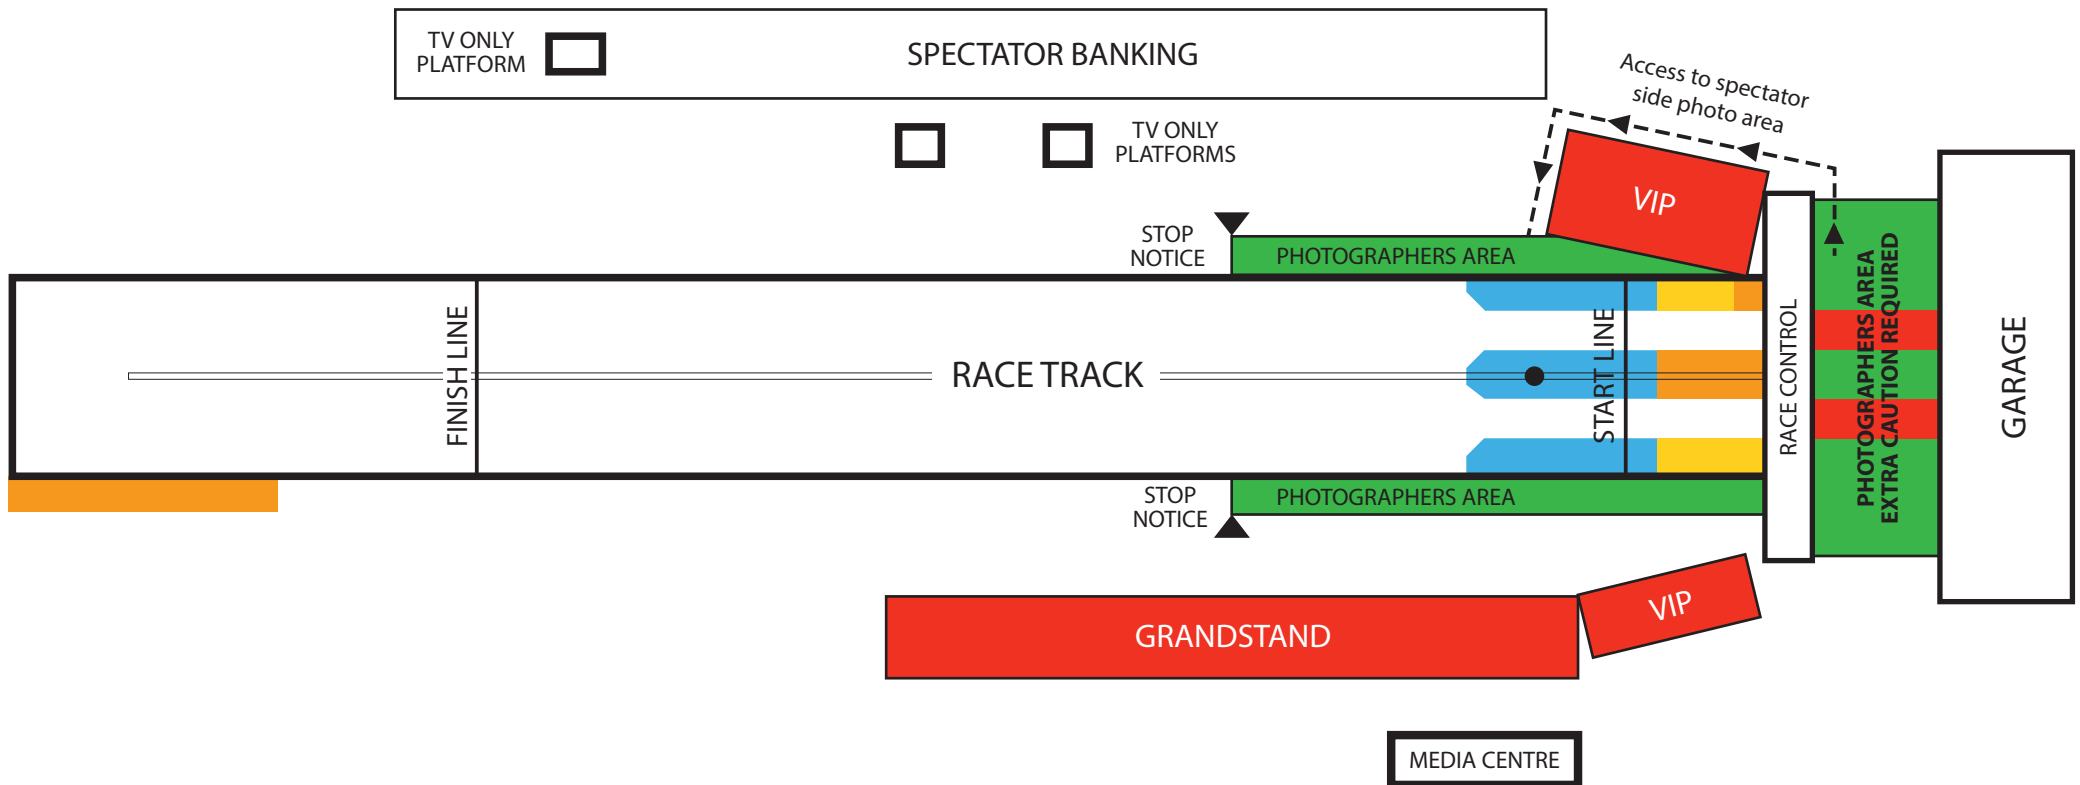 TV ONLY
PLATFORM
SPECTATOR BANKING
Access to spectator
side photo area
TV ONLY
PLATFORMS
VIP
STOP
NOTICE
PHOTOGRAPHERS AREA
FINISH LINE
RACE TRACK
START LINE
RACE CONTROL
PHOTOGRAPHERS AREA
EXTRA CAUTION REQUIRED
GARAGE
STOP
NOTICE
PHOTOGRAPHERS AREA
GRANDSTAND
VIP
MEDIA CENTRE